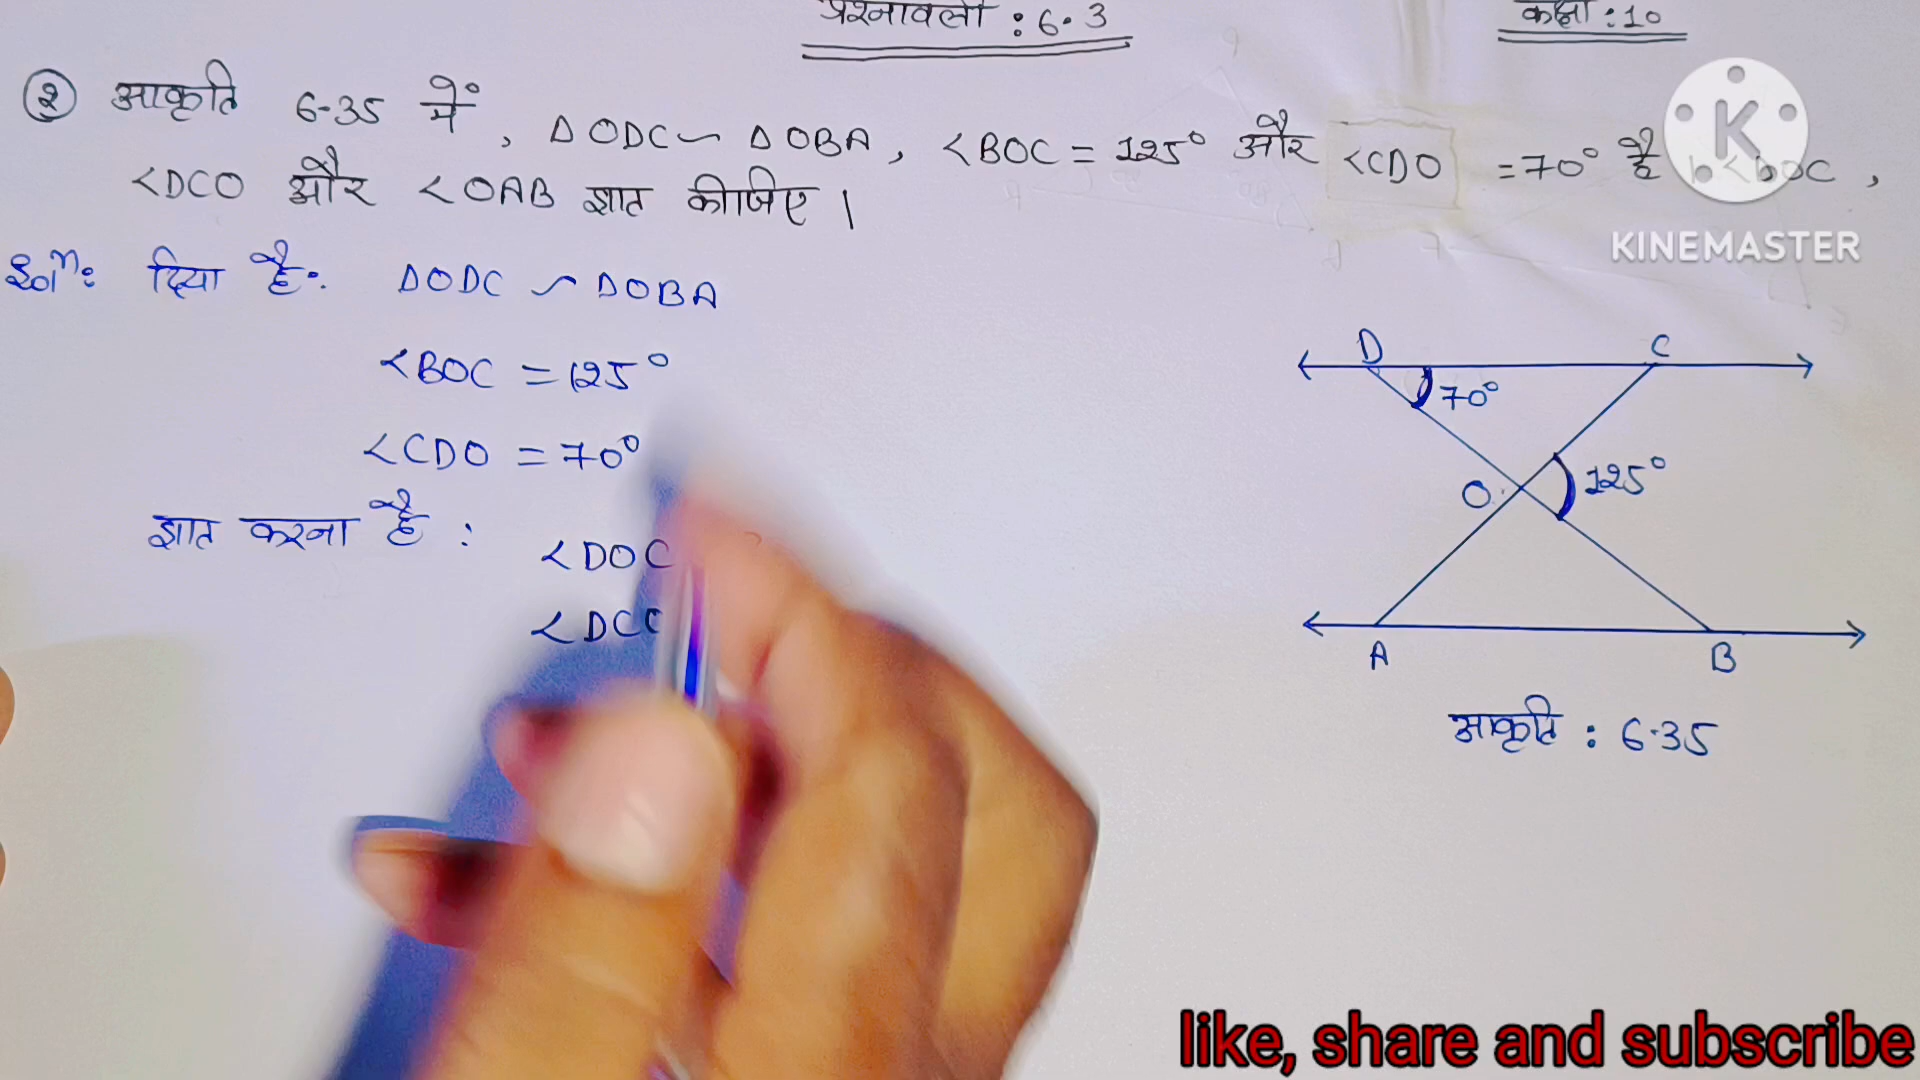 प्रश्नावली : 6.3
कक्षा : 10
② आकृति 6.35 में, ΔODC ~ ΔOBA, <BOC = 125° और <CDO = 70° है <DOC,
<DCO और <OAB ज्ञात कीजिए।
Solⁿ: दिया है: ΔODC ~ ΔOBA
<BOC = 125°
<CDO = 70°
ज्ञात करना है :
<DOC
<DCO
D
C
70°
O
125°
A
B
आकृति : 6.35
K
KINEMASTER
like, share and subscribe